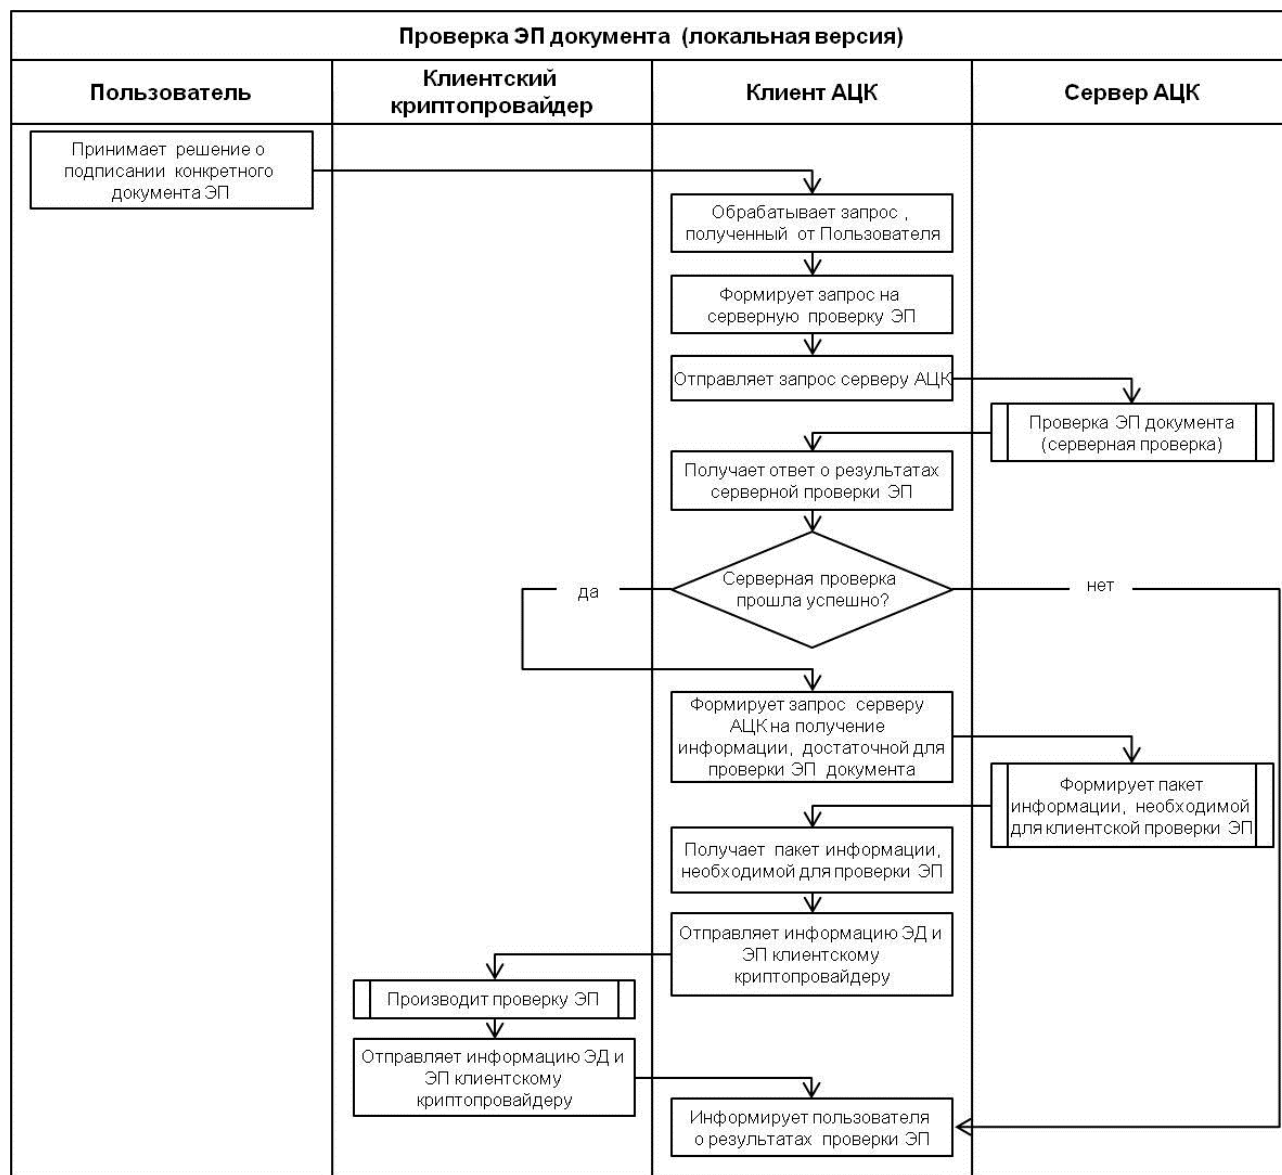 Проверка ЭП документа (локальная версия)
Пользователь
Клиентский
криптопровайдер
Клиент АЦК
Сервер АЦК
Принимает решение о
подписании конкретного
документа ЭП
Обрабатывает запрос ,
полученный от Пользователя
Формирует запрос на
серверную проверку ЭП
Отправляет запрос серверу АЦК
Проверка ЭП документа
(серверная проверка)
Получает ответ о результатах
серверной проверки ЭП
Серверная проверка
прошла успешно?
да
нет
Формирует запрос серверу
АЦК на получение
информации, достаточной для
проверки ЭП документа
Формирует пакет
информации, необходимой
для клиентской проверки ЭП
Получает пакет информации,
необходимой для проверки ЭП
Отправляет информацию ЭД и
ЭП клиентскому
криптопровайдеру
Производит проверку ЭП
Отправляет информацию ЭД и
ЭП клиентскому
криптопровайдеру
Информирует пользователя
о результатах проверки ЭП